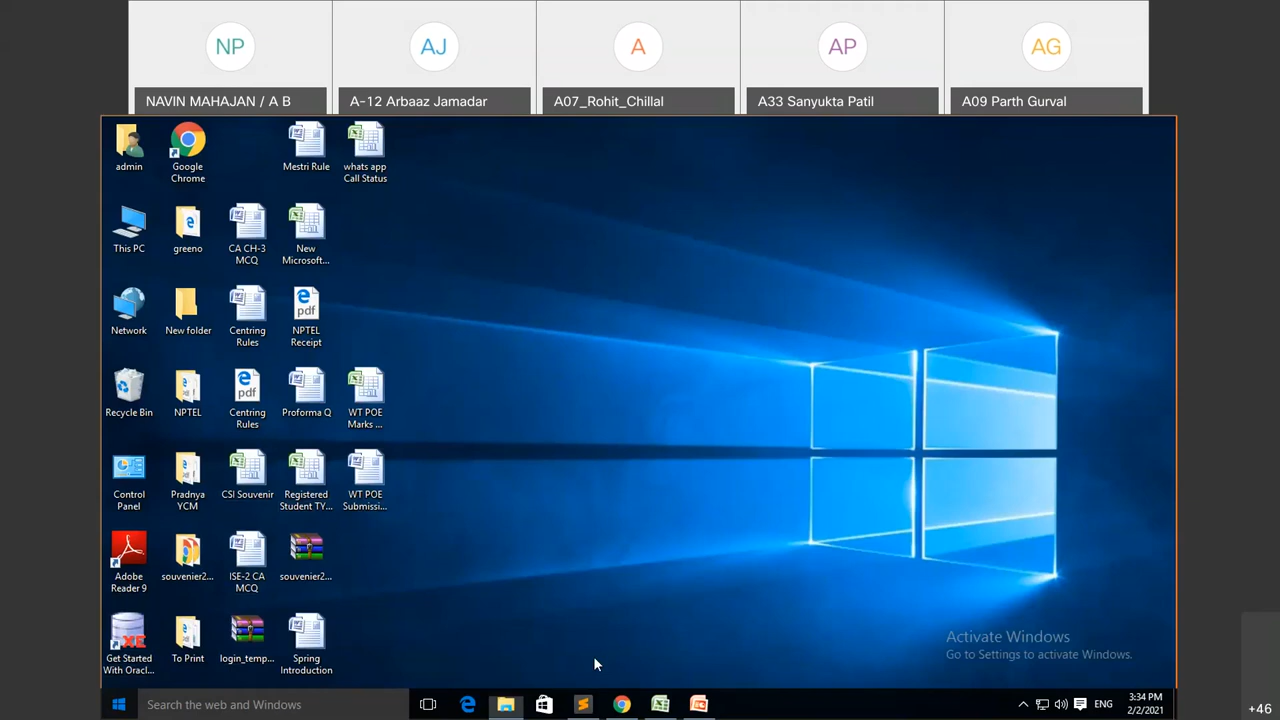 NP
AJ
A
AP
AG
NAVIN MAHAJAN / A B
A-12 Arbaaz Jamadar
A07_Rohit_Chillal
A33 Sanyukta Patil
A09 Parth Gurval
admin
Google
Chrome
Mestri Rule
whats app
Call Status
This PC
greeno
CA CH-3
MCQ
New
Microsoft...
Network
New folder
Centring
Rules
pdf
NPTEL
Receipt
Recycle Bin
NPTEL
pdf
Centring
Rules
Proforma Q
WT POE
Marks ...
Control
Panel
Pradnya
YCM
CSI Souvenir
Registered
Student TY...
WT POE
Submissi...
Adobe
Reader 9
souvenier2...
ISE-2 CA
MCQ
souvenier2...
XE
Get Started
With Oracl...
To Print
login_temp...
Spring
Introduction
Activate Windows
Go to Settings to activate Windows.
Search the web and Windows
ENG
3:34 PM
2/2/2021
+46